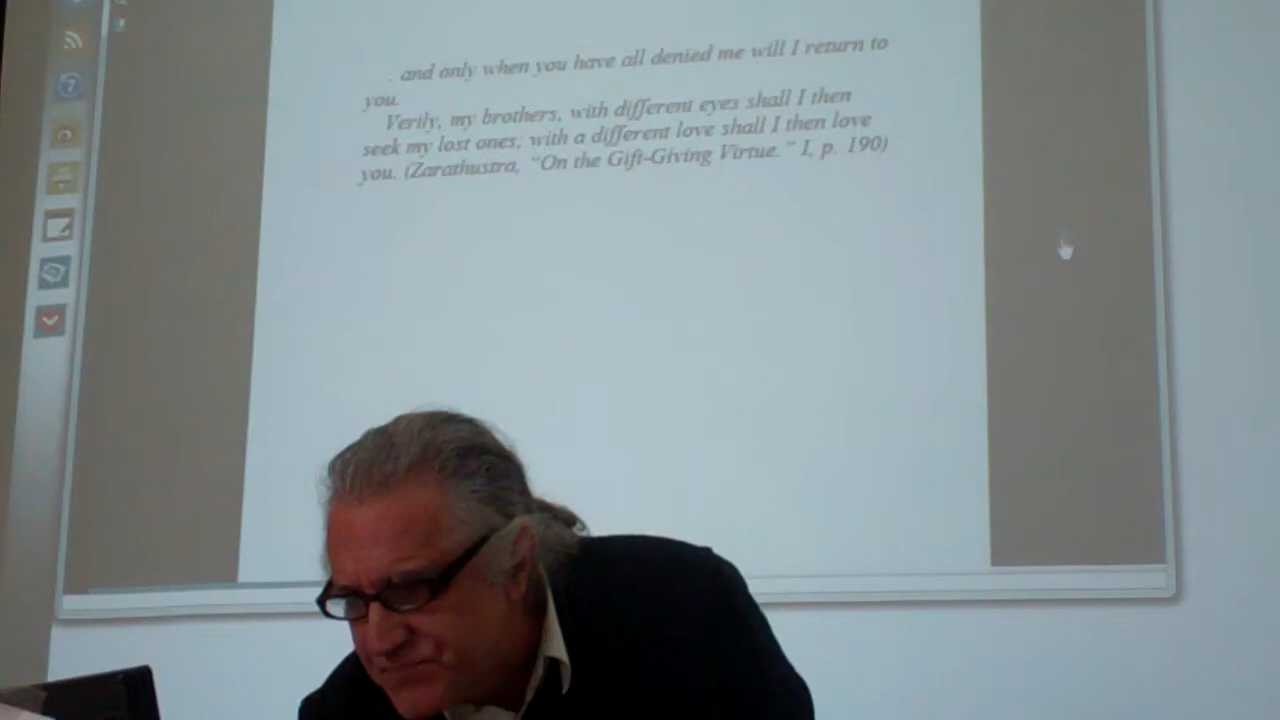 . and only when you have all denied me will I return to
you.
Verily, my brothers, with different eyes shall I then
seek my lost ones; with a different love shall I then love
you. (Zarathustra, "On the Gift-Giving Virtue." I, p. 190)